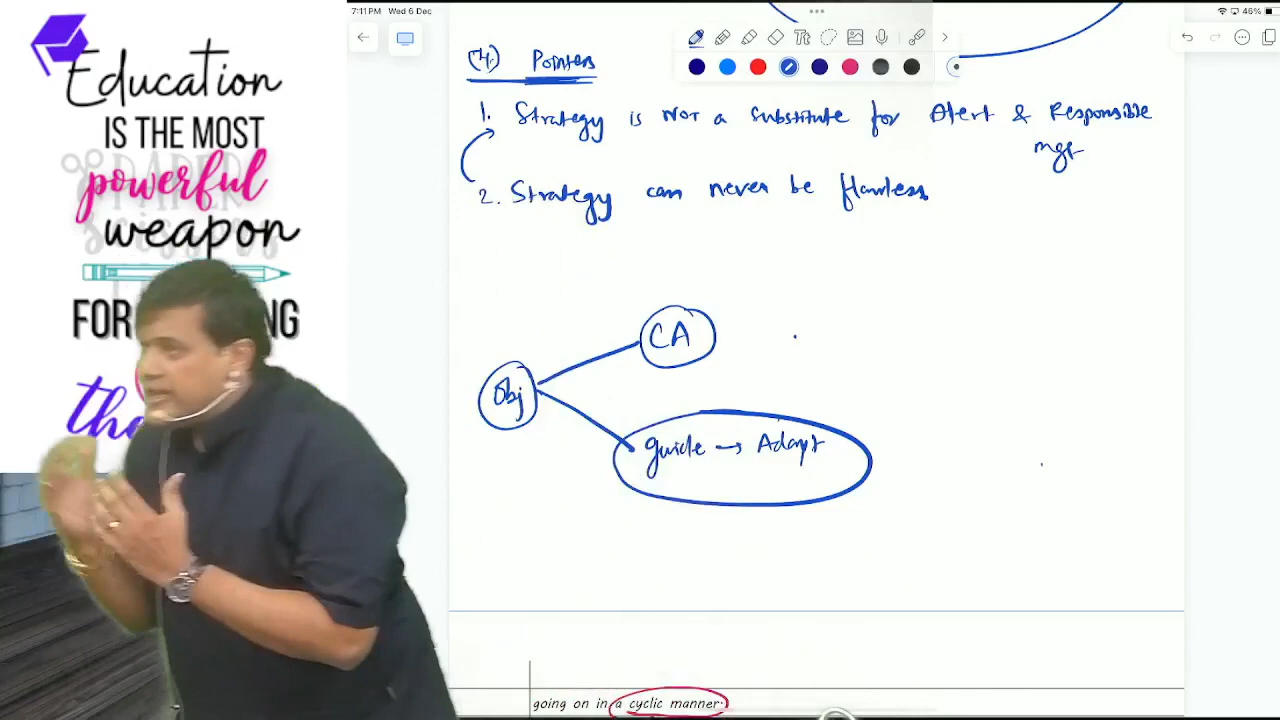 7:11 PM Wed 6 Dec
46%
Education
IS THE MOST
powerful
weapon
FOR
NG
the
(4.) Pointers
1. Strategy is NOT a substitute for Alert & Responsible
mgt
2. Strategy can never be flawless
CA
Obj
guide → Adapt
going on in a cyclic manner.